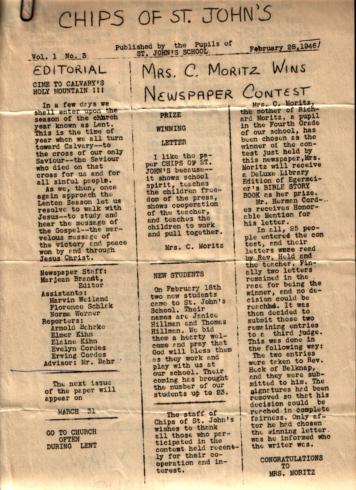 CHIPS OF ST. JOHN'S
Published by the Pupils of
Vol. 1 No. 3 ST. JOHN'S SCHOOL February 28, 1946
EDITORIAL
CIME TO CALVARY'S
HOLY MOUNTAIN !!!
In a few days we
shall enter upon the
season of the church
year known as Lent.
This is the time of
year when we all turn
toward Calvary--to
the cross of our only
Saviour--the Saviour
who died on that
cross for us and for
all sinful people.
As we, then, once
again approach the
Lenten Season let us
resolve to walk with
Jesus--to study and
hear the message of
the Gospel--the mar-
velous message of
the victory and peace
won by and through
Jesus Christ.
Newspaper Staff:
Marjean Brandt,
Editor
Assistants:
Marvin Weiland
Florence Schick
Norma Werner
Reporters:
Arnold Behrke
Elmer Kihn
Elaine Kihn
Evelyn Cordes
Erving Cordes
Advisor: Mr. Behr
The next issue
of the paper will
appear on
MARCH 31
GO TO CHURCH
OFTEN
DURING LENT
MRS. C. MORITZ WINS
NEWSPAPER CONTEST
PRIZE
WINNING
LETTER
I like the pa-
per CHIPS OF ST.
JOHN'S because--
it shows school
spirit, teaches
the children free-
dom of the press,
shows cooperation
of the teacher,
and teaches the
children to work
and pull together.
Mrs. C. Moritz
NEW STUDENTS
On February 18th
two new students
came to St. John's
School. Their
names are Janice
Hillman and Thomas
Hillman. We bid
them a hearty wel-
come and pray that
God will bless them
as they work and
play with us at
our school. Their
coming has brought
the number of our
students up to 23.
The staff of
Chips of St. John's
wishes to thank
all those who par-
ticipated in the
contest held recent-
ly for their co-
operation and in-
terest.
Mrs. C. Moritz,
the mother of Rich-
ard Moritz, a pupil
in the Fourth Grade
of our school, has
been chosen as the
winner of the con-
test just held by
this newspaper. Mrs.
Moritz will receive
a Deluxe Library
Edition of Egermei-
er's BIBLE STORY
BOOK as her prize.
Mr. Herman Cord-
receives Honor-
able Mention for
his letter.
In all, 25 peo-
ple entered the con-
test, and their
letters were read
by Rev. Held and
the teacher. Fin-
ally two letters
remained in the
race for being the
winner, and no de-
cision could be
reached. It was
then decided to
submit these two
remaining entries
to a third judge.
This was done in
the following way:
The two entries
were taken to Rev.
Heck of Belknap,
and they were sub-
mitted to him. The
signatures had been
removed so that his
decision could be
reached in complete
fairness. Only af-
ter he had chosen
the winning letter
was he informed who
the writer was.
CONGRATULATIONS
TO
MRS. MORITZ